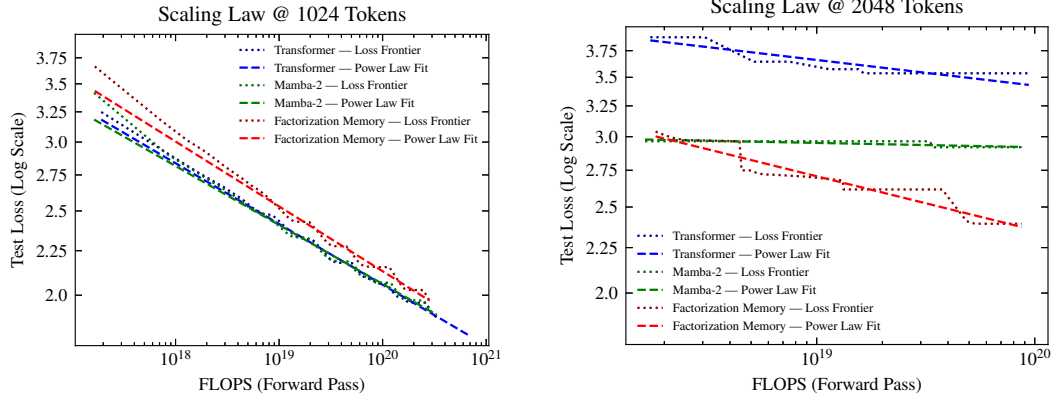 Scaling Law @ 1024 Tokens
Test Loss (Log Scale)
3.75
3.5
3.25
3.0
2.75
2.5
2.25
2.0
Transformer — Loss Frontier
Transformer — Power Law Fit
Mamba-2 — Loss Frontier
Mamba-2 — Power Law Fit
Factorization Memory — Loss Frontier
Factorization Memory — Power Law Fit
10^18 10^19 10^20 10^21
FLOPS (Forward Pass)
Scaling Law @ 2048 Tokens
Test Loss (Log Scale)
3.75
3.5
3.25
3.0
2.75
2.5
2.25
2.0
Transformer — Loss Frontier
Transformer — Power Law Fit
Mamba-2 — Loss Frontier
Mamba-2 — Power Law Fit
Factorization Memory — Loss Frontier
Factorization Memory — Power Law Fit
10^19 10^20
FLOPS (Forward Pass)